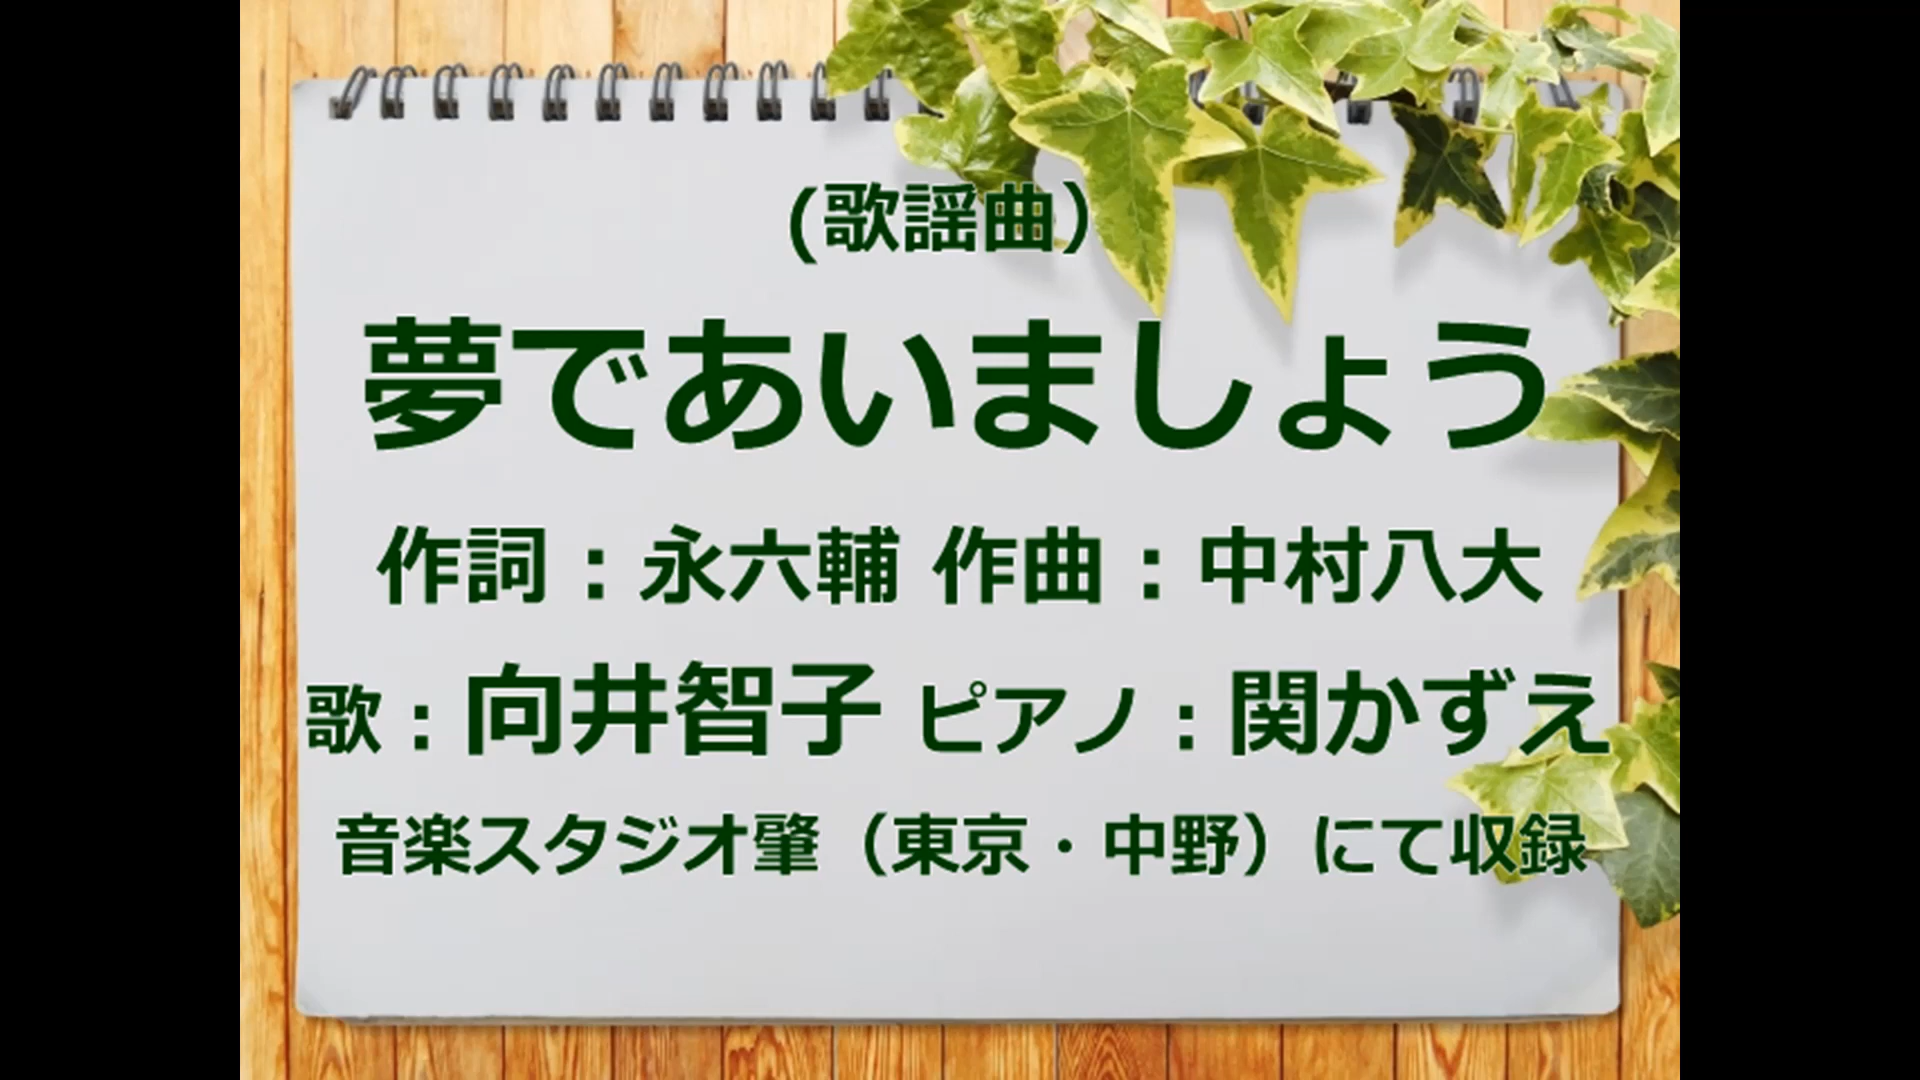 (歌謡曲）
夢であいましょう
作詞：永六輔 作曲：中村八大
歌：向井智子 ピアノ：関かずえ
音楽スタジオ肇（東京・中野）にて収録